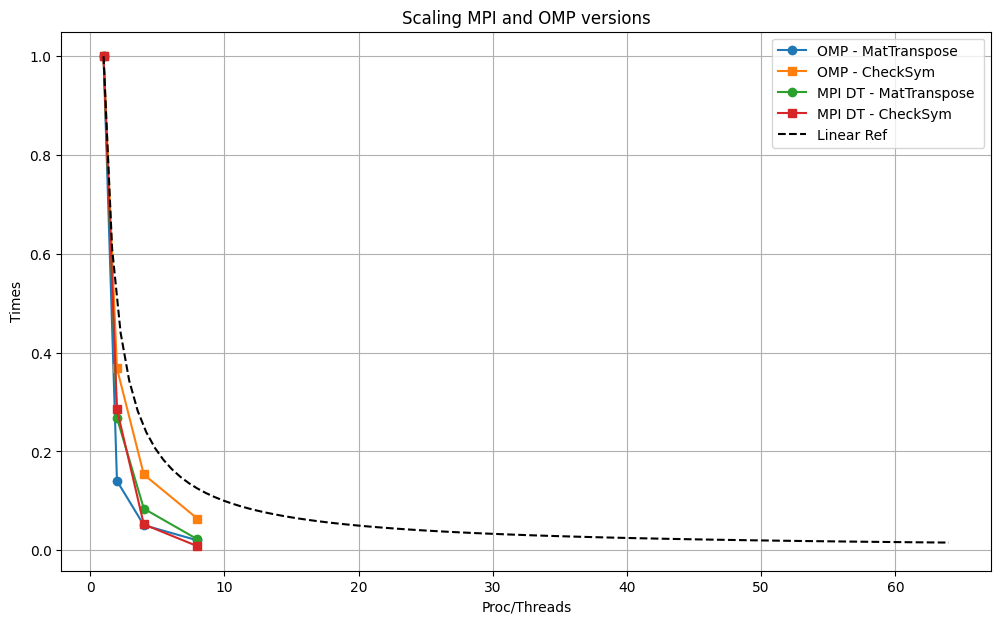 Scaling MPI and OMP versions
OMP - MatTranspose
OMP - CheckSym
MPI DT - MatTranspose
MPI DT - CheckSym
Linear Ref
1.0
0.8
0.6
0.4
0.2
0.0
Times
0 10 20 30 40 50 60
Proc/Threads